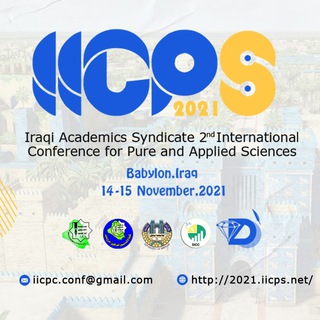 IICPS
2021
Iraqi Academics Syndicate 2nd International
Conference for Pure and Applied Sciences
Babylon,Iraq
14-15 November,2021
iicpc.conf@gmail.com
http://2021.iicps.net/